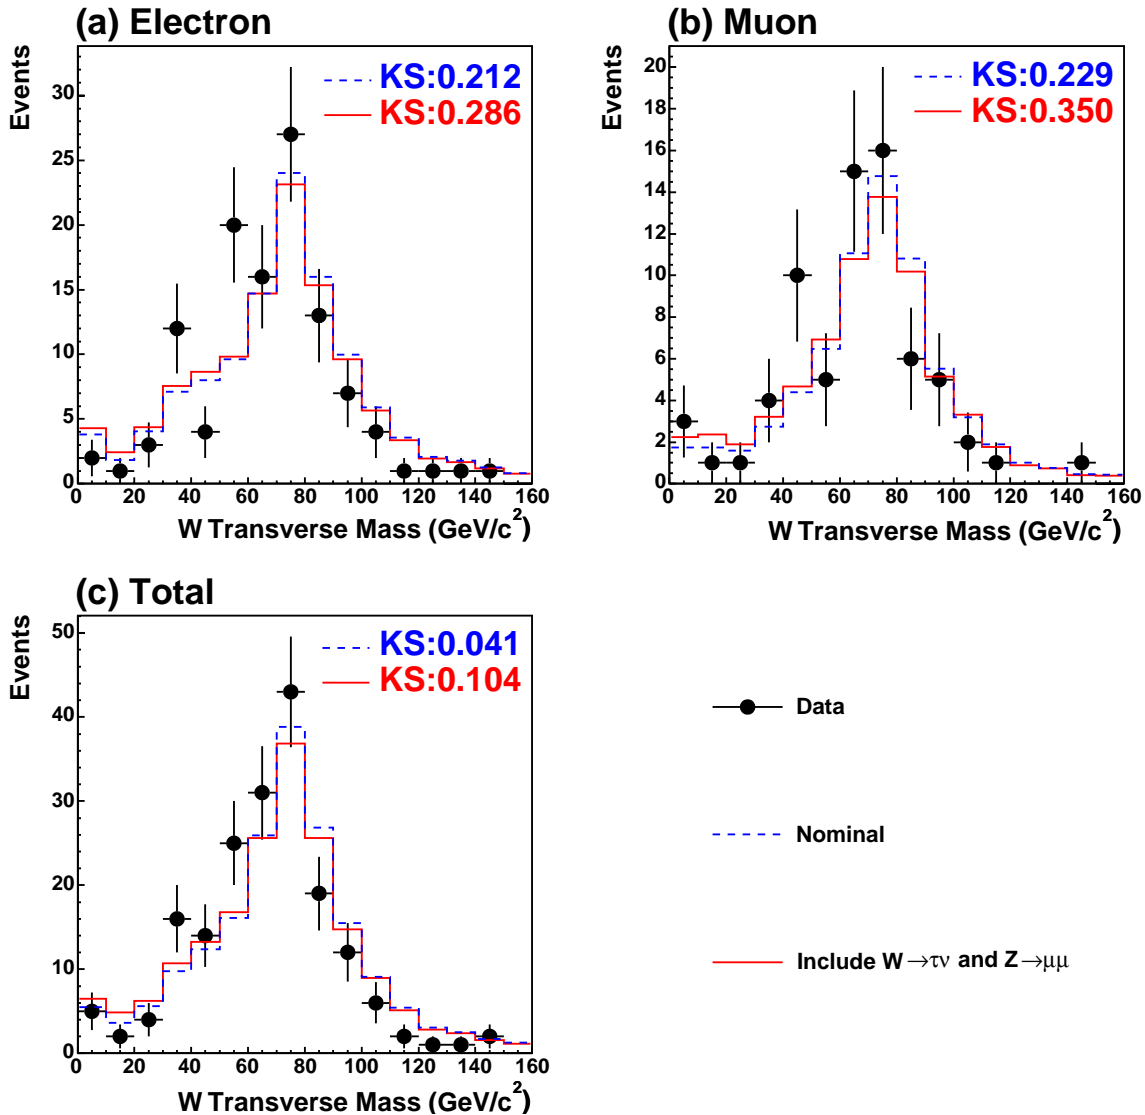 (a) Electron
Events
KS:0.212
KS:0.286
30
25
20
15
10
5
0
0 20 40 60 80 100 120 140 160
W Transverse Mass (GeV/c²)
(b) Muon
Events
KS:0.229
KS:0.350
20
18
16
14
12
10
8
6
4
2
0
0 20 40 60 80 100 120 140 160
W Transverse Mass (GeV/c²)
(c) Total
Events
KS:0.041
KS:0.104
50
40
30
20
10
0
0 20 40 60 80 100 120 140 160
W Transverse Mass (GeV/c²)
Data
Nominal
Include W→τν and Z→μμ